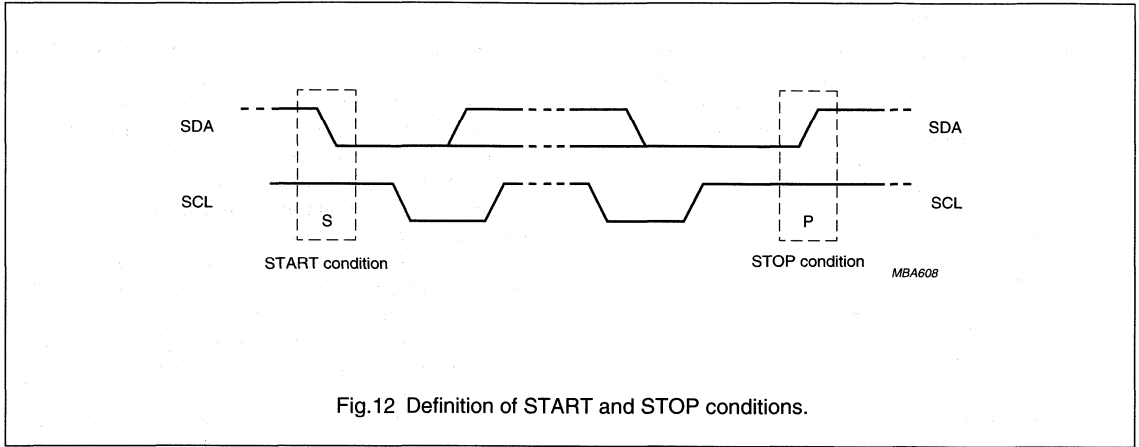 SDA
SDA
SCL
SCL
S
P
START condition
STOP condition
MBA608
Fig.12 Definition of START and STOP conditions.